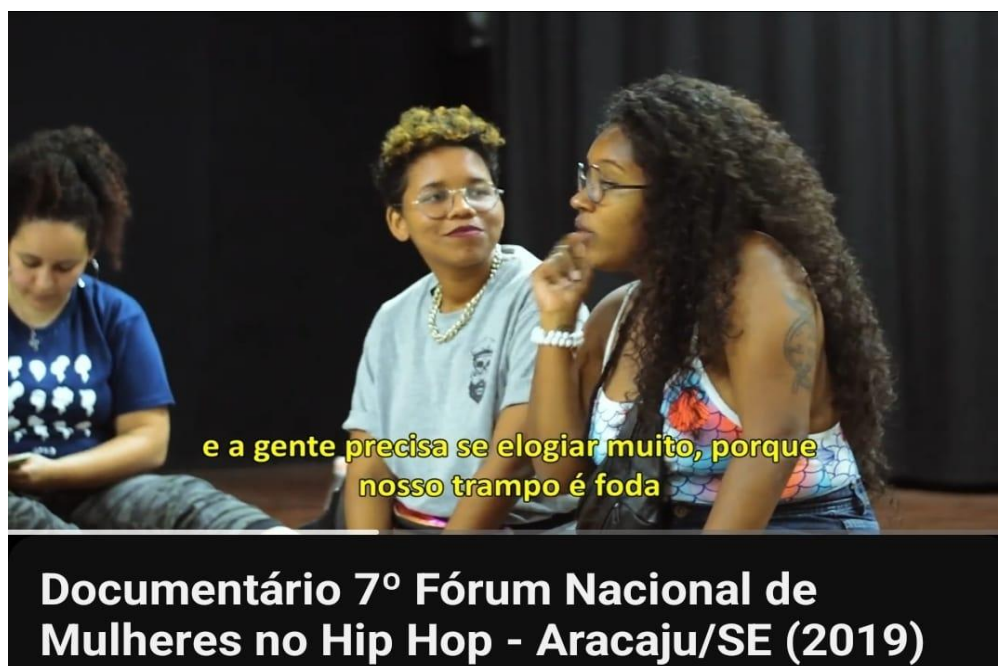 e a gente precisa se elogiar muito, porque
nosso trampo é foda
Documentário 7º Fórum Nacional de
Mulheres no Hip Hop - Aracaju/SE (2019)